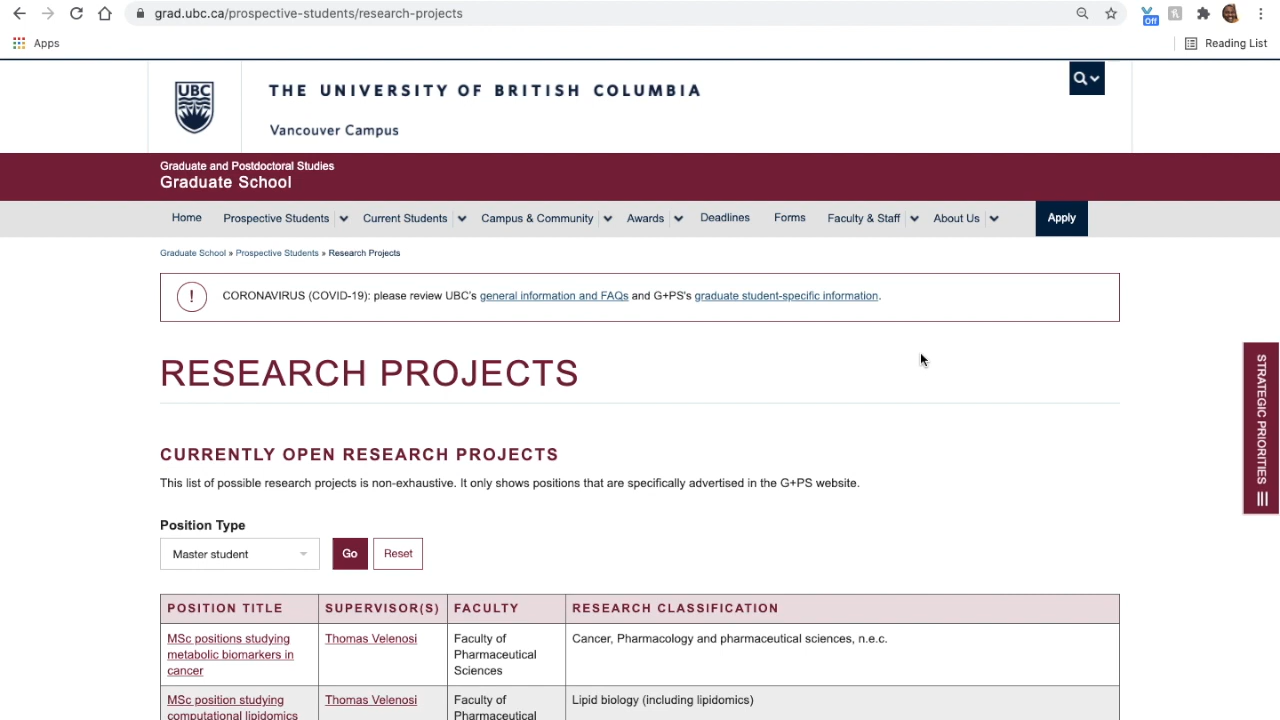 grad.ubc.ca/prospective-students/research-projects
Off
Apps
Reading List
UBC
THE UNIVERSITY OF BRITISH COLUMBIA
Vancouver Campus
Graduate and Postdoctoral Studies
Graduate School
Home Prospective Students Current Students Campus & Community Awards Deadlines Forms Faculty & Staff About Us Apply
Graduate School » Prospective Students » Research Projects
! CORONAVIRUS (COVID-19): please review UBC's general information and FAQs and G+PS's graduate student-specific information.
RESEARCH PROJECTS
STRATEGIC PRIORITIES
CURRENTLY OPEN RESEARCH PROJECTS
This list of possible research projects is non-exhaustive. It only shows positions that are specifically advertised in the G+PS website.
Position Type
Master student Go Reset
POSITION TITLE SUPERVISOR(S) FACULTY RESEARCH CLASSIFICATION
MSc positions studying Thomas Velenosi Faculty of Cancer, Pharmacology and pharmaceutical sciences, n.e.c.
metabolic biomarkers in Pharmaceutical
cancer Sciences
MSc position studying Thomas Velenosi Faculty of Lipid biology (including lipidomics)
computational lipidomics Pharmaceutical